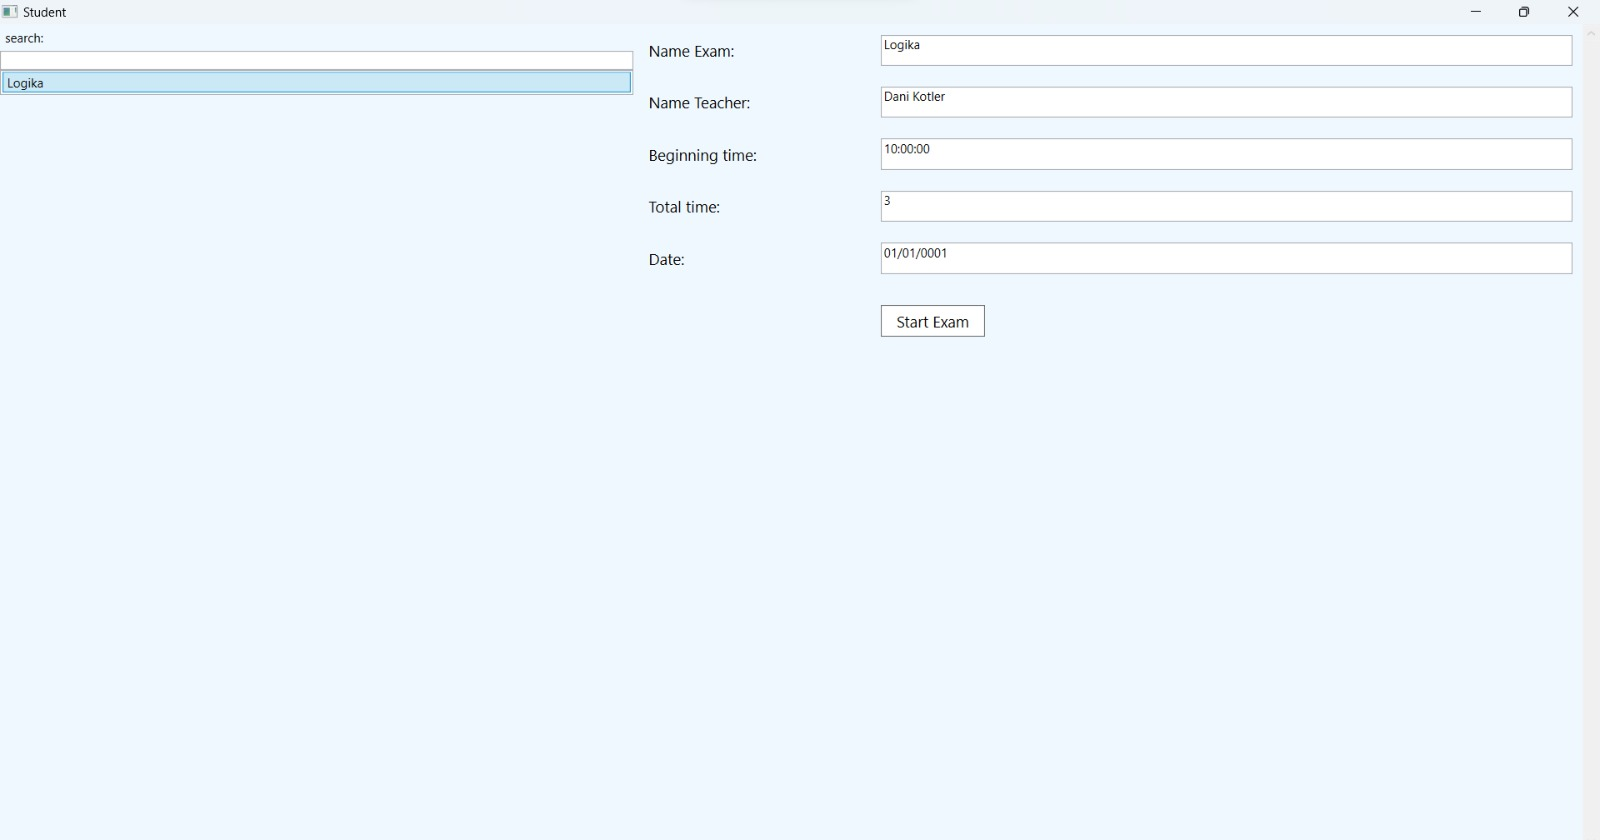 Student
search:
Logika
Name Exam:
Logika
Name Teacher:
Dani Kotler
Beginning time:
10:00:00
Total time:
3
Date:
01/01/0001
Start Exam